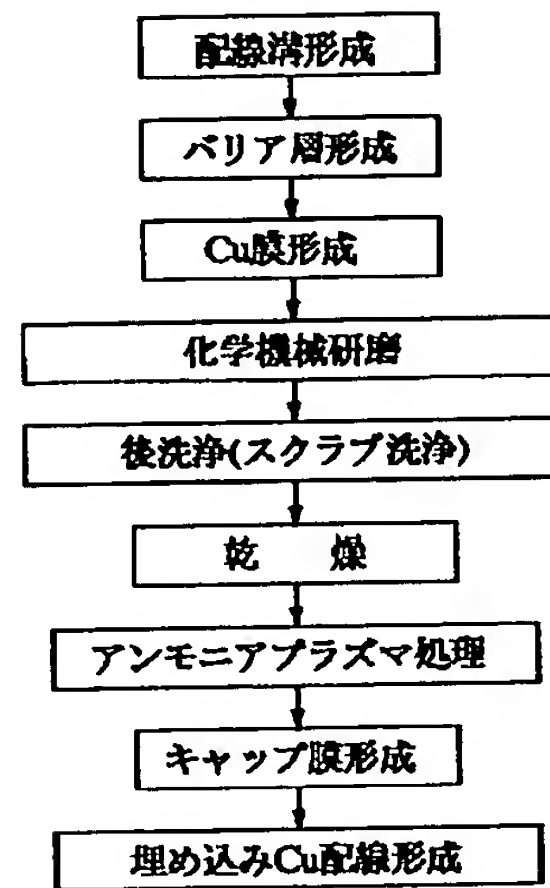 配線溝形成
バリア層形成
Cu膜形成
化学機械研磨
後洗浄(スクラブ洗浄)
乾　燥
アンモニアプラズマ処理
キャップ膜形成
埋め込みCu配線形成